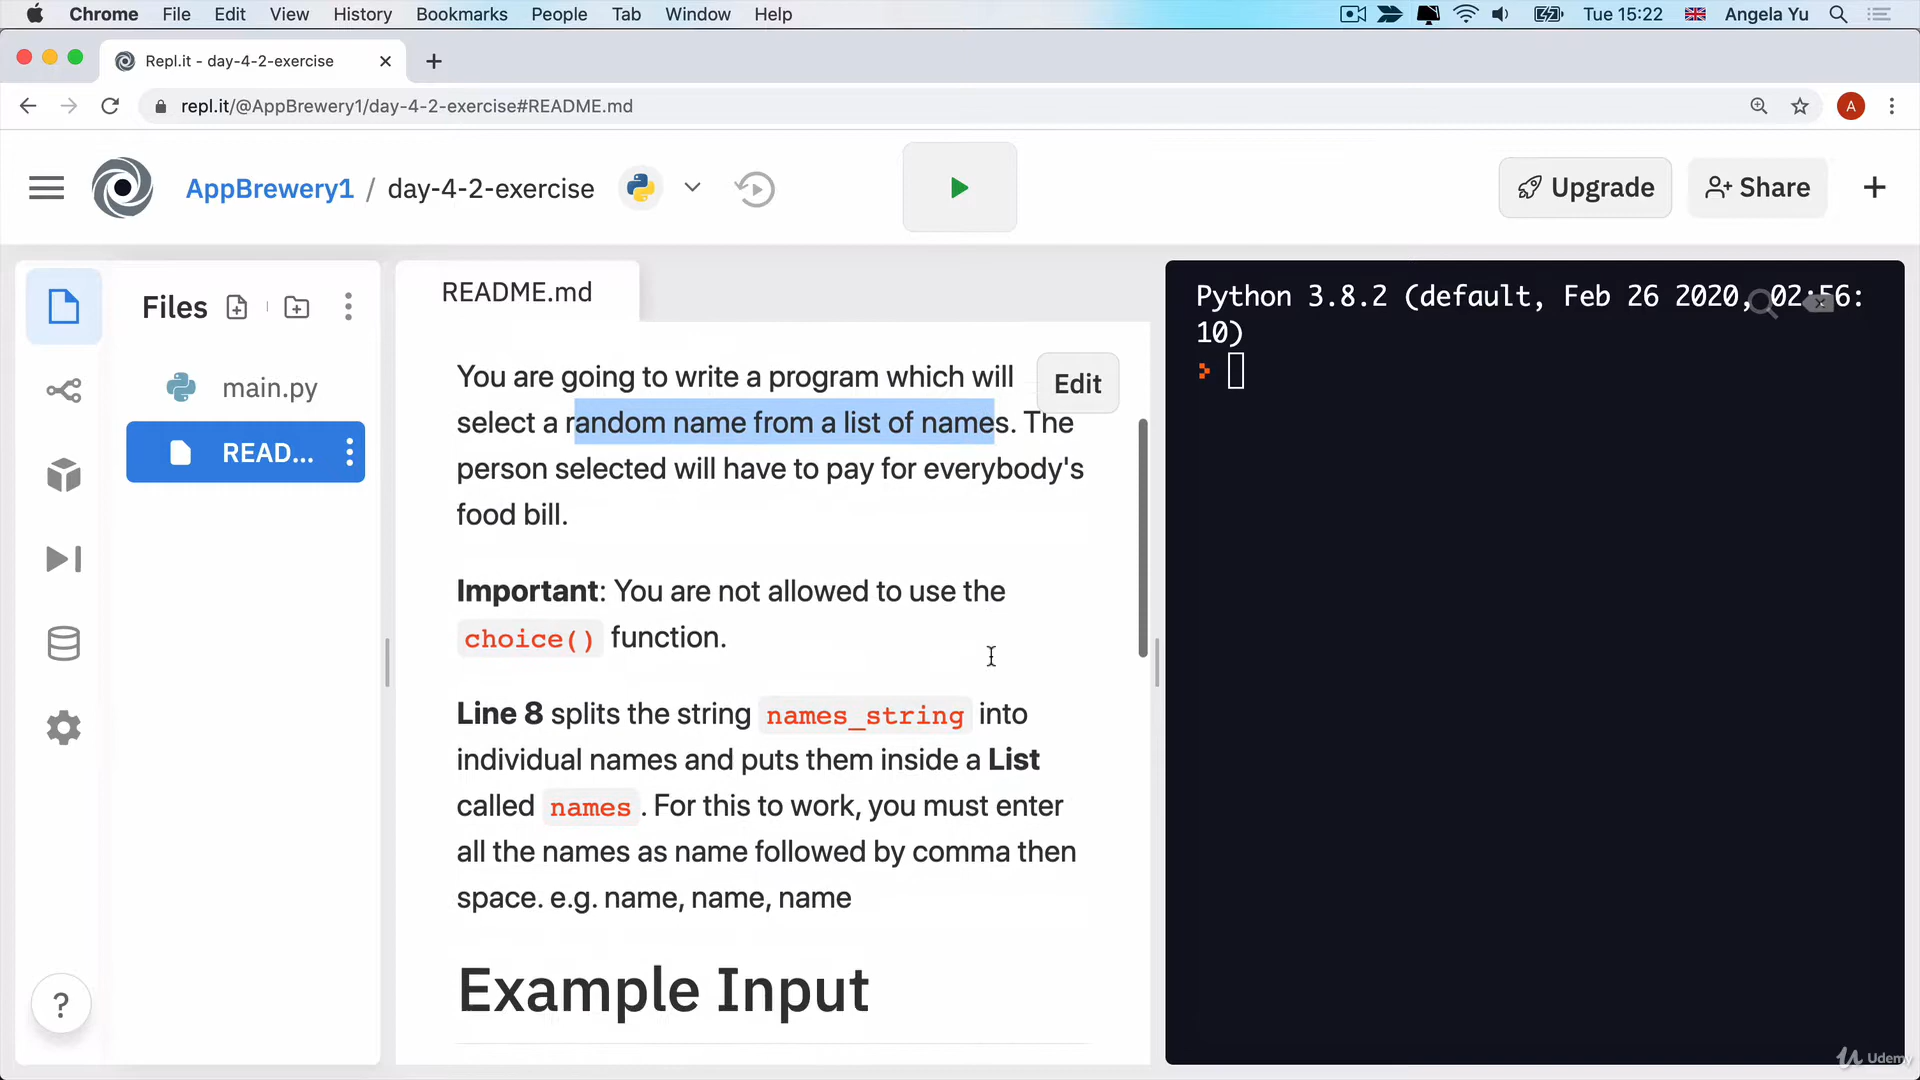 Chrome File Edit View History Bookmarks People Tab Window Help Tue 15:22 Angela Yu
Repl.it - day-4-2-exercise
repl.it/@AppBrewery1/day-4-2-exercise#README.md
A
AppBrewery1 / day-4-2-exercise
Upgrade
Share
Files
main.py
READ...
README.md
Edit
You are going to write a program which will
select a random name from a list of names. The
person selected will have to pay for everybody's
food bill.
Important: You are not allowed to use the
choice() function.
Line 8 splits the string names_string into
individual names and puts them inside a List
called names. For this to work, you must enter
all the names as name followed by comma then
space. e.g. name, name, name
Example Input
Python 3.8.2 (default, Feb 26 2020, 02:56:
10)
?
Udemy